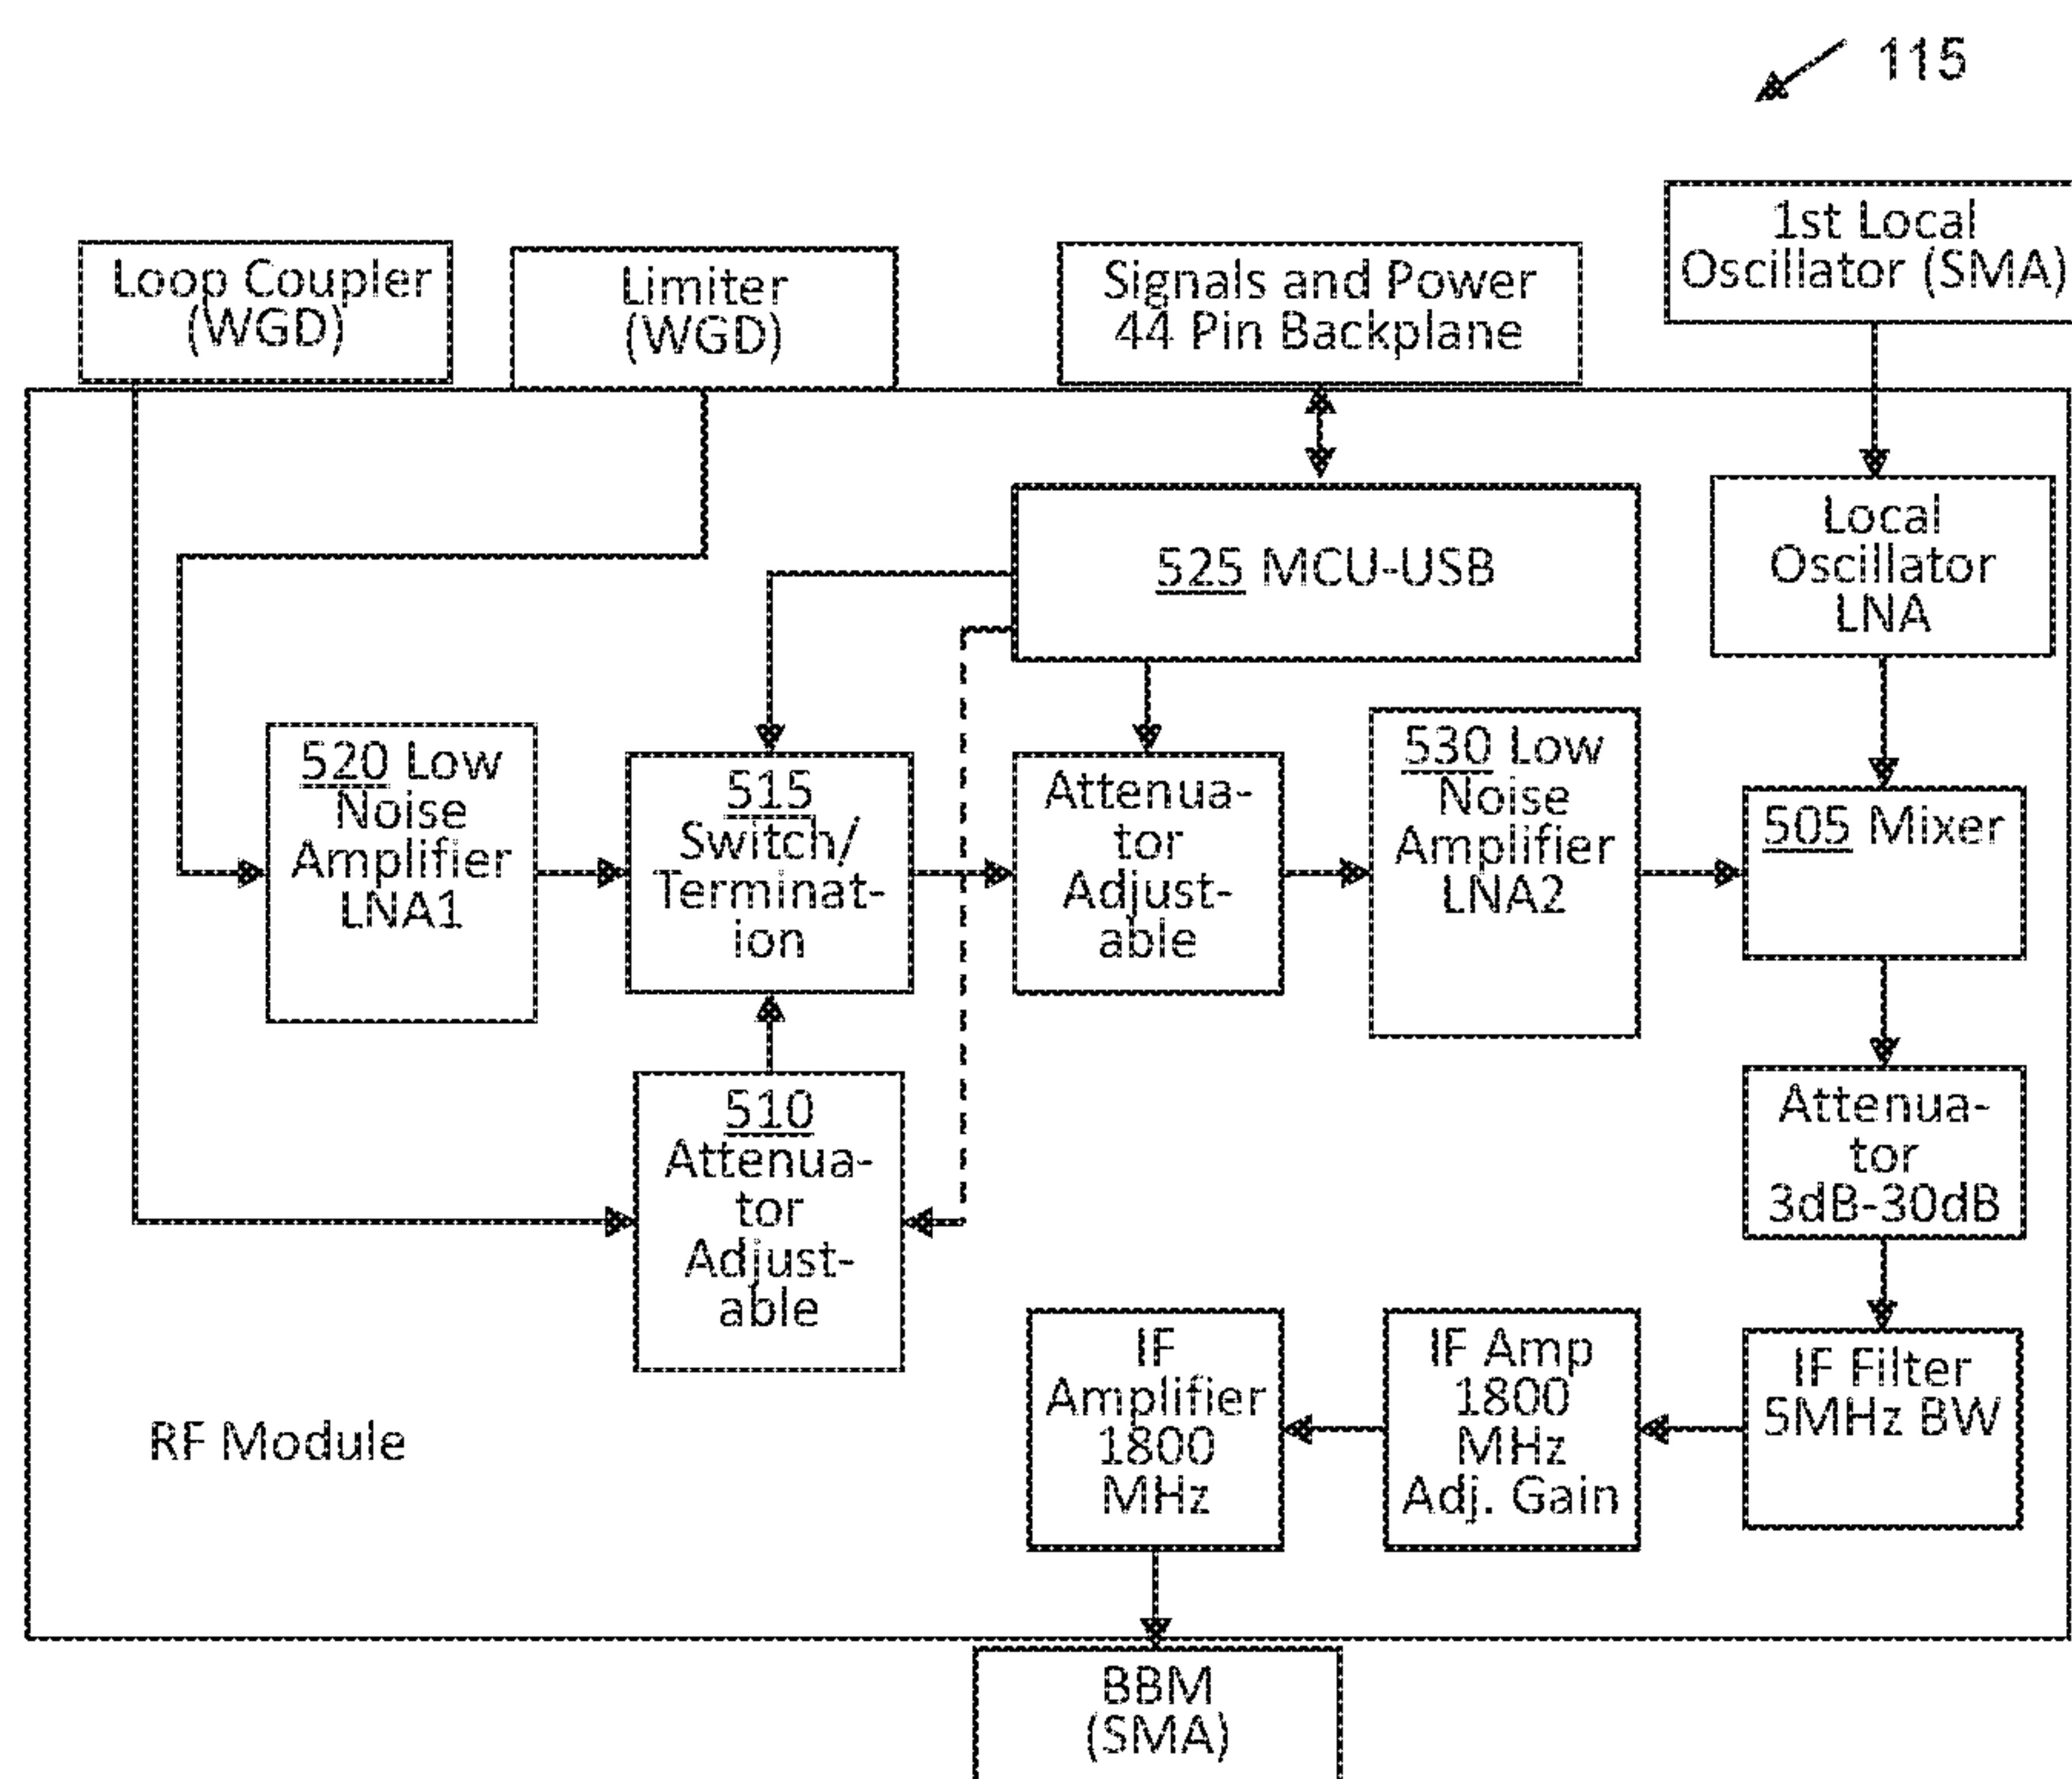 115
1st Local
Oscillator (SMA)
Loop Coupler
(WGD)
Limiter
(WGD)
Signals and Power
44 Pin Backplane
525 MCU-USB
Local
Oscillator
LNA
520 Low
Noise
Amplifier
LNA1
515
Switch/
Terminat-
ion
Attenua-
tor
Adjust-
able
530 Low
Noise
Amplifier
LNA2
505 Mixer
510
Attenua-
tor
Adjust-
able
Attenua-
tor
3dB-30dB
IF
Amplifier
1800
MHz
IF Amp
1800
MHz
Adj. Gain
IF Filter
5MHz BW
RF Module
BBM
(SMA)